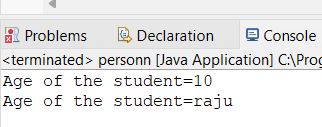 Problems Declaration Console
<terminated> personn [Java Application] C:\Prog
Age of the student=10
Age of the student=raju